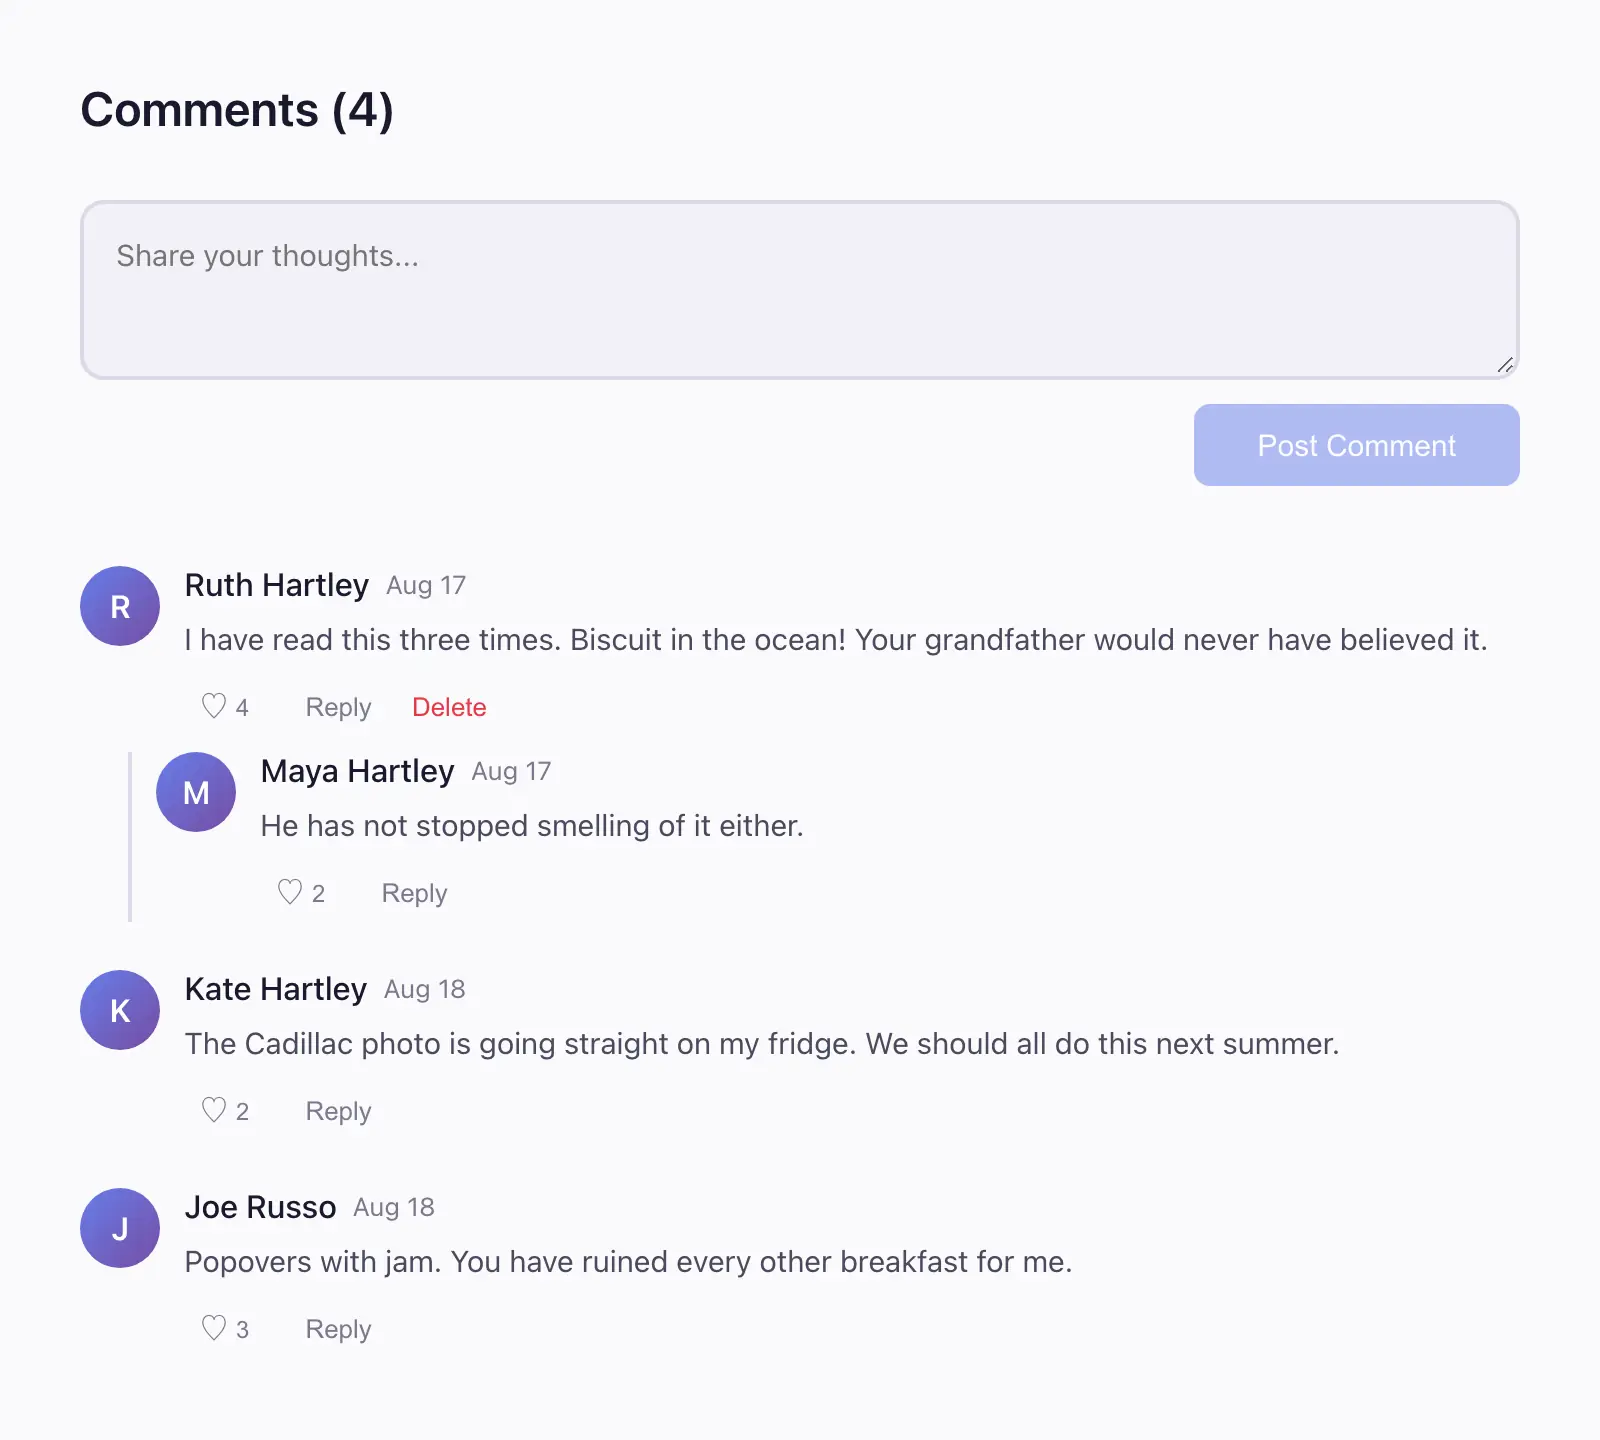 Comments (4)
Share your thoughts...
Post Comment
R
Ruth Hartley Aug 17
I have read this three times. Biscuit in the ocean! Your grandfather would never have believed it.
♡ 4 Reply Delete
M
Maya Hartley Aug 17
He has not stopped smelling of it either.
♡ 2 Reply
K
Kate Hartley Aug 18
The Cadillac photo is going straight on my fridge. We should all do this next summer.
♡ 2 Reply
J
Joe Russo Aug 18
Popovers with jam. You have ruined every other breakfast for me.
♡ 3 Reply